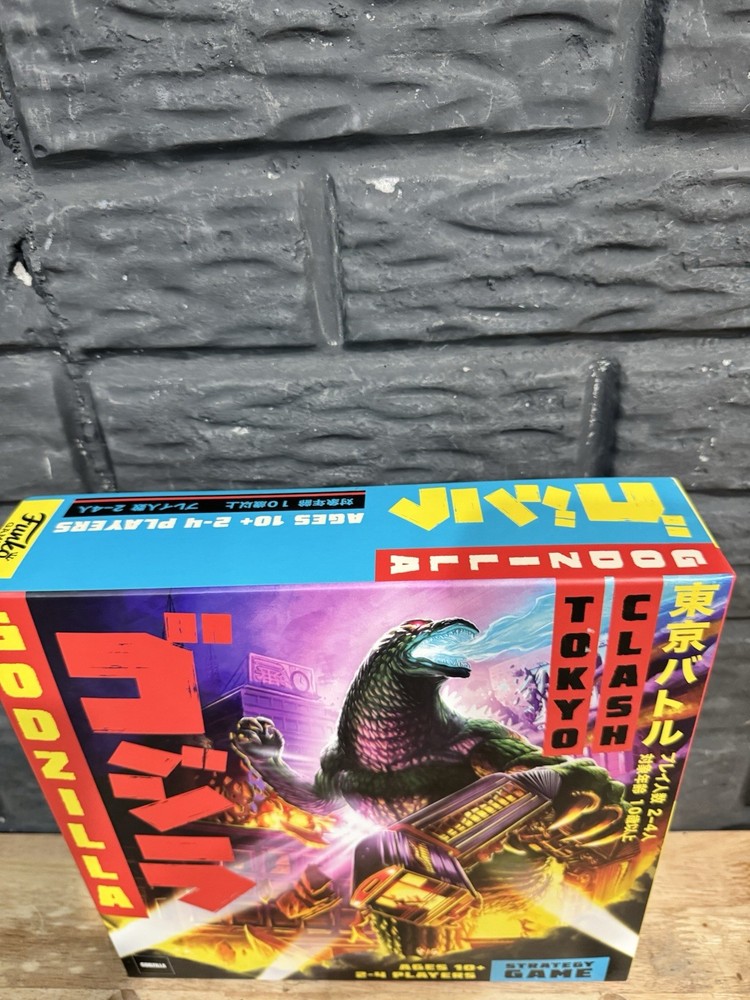 Funko
GAMES
AGES 10+ 2-4 PLAYERS
対象年齢 10歳以上 プレイ人数 2~4人
ゴジラ
GODZILLA
GODZILLA
ゴジラ
TOKYO
CLASH
東京バトル
プレイ人数 2~4人
対象年齢 10歳以上
GODZILLA
AGES 10+
2-4 PLAYERS
STRATEGY
GAME